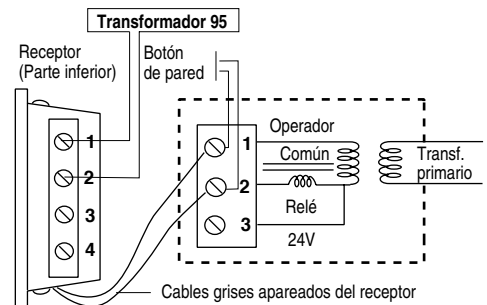 Transformador 95
Receptor
(Parte inferior)
Botón
de pared
1
2
3
4
Operador
1
Común
2
Relé
3
24V
Transf.
primario
Cables grises apareados del receptor